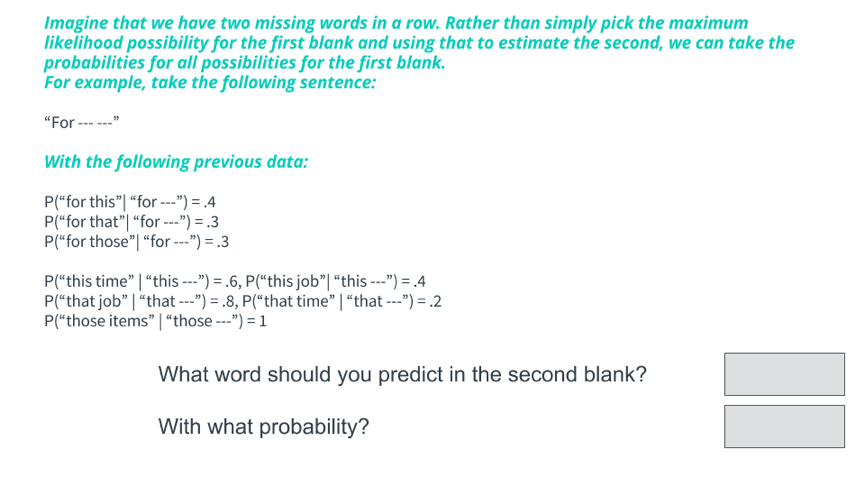 Imagine that we have two missing words in a row. Rather than simply pick the maximum
likelihood possibility for the first blank and using that to estimate the second, we can take the
probabilities for all possibilities for the first blank.
For example, take the following sentence:
“For --- ---”
With the following previous data:
P(“for this”| “for ---”) = .4
P(“for that”| “for ---”) = .3
P(“for those”| “for ---”) = .3
P(“this time” | “this ---”) = .6, P(“this job”| “this ---”) = .4
P(“that job” | “that ---”) = .8, P(“that time” | “that ---”) = .2
P(“those items” | “those ---”) = 1
What word should you predict in the second blank?
With what probability?